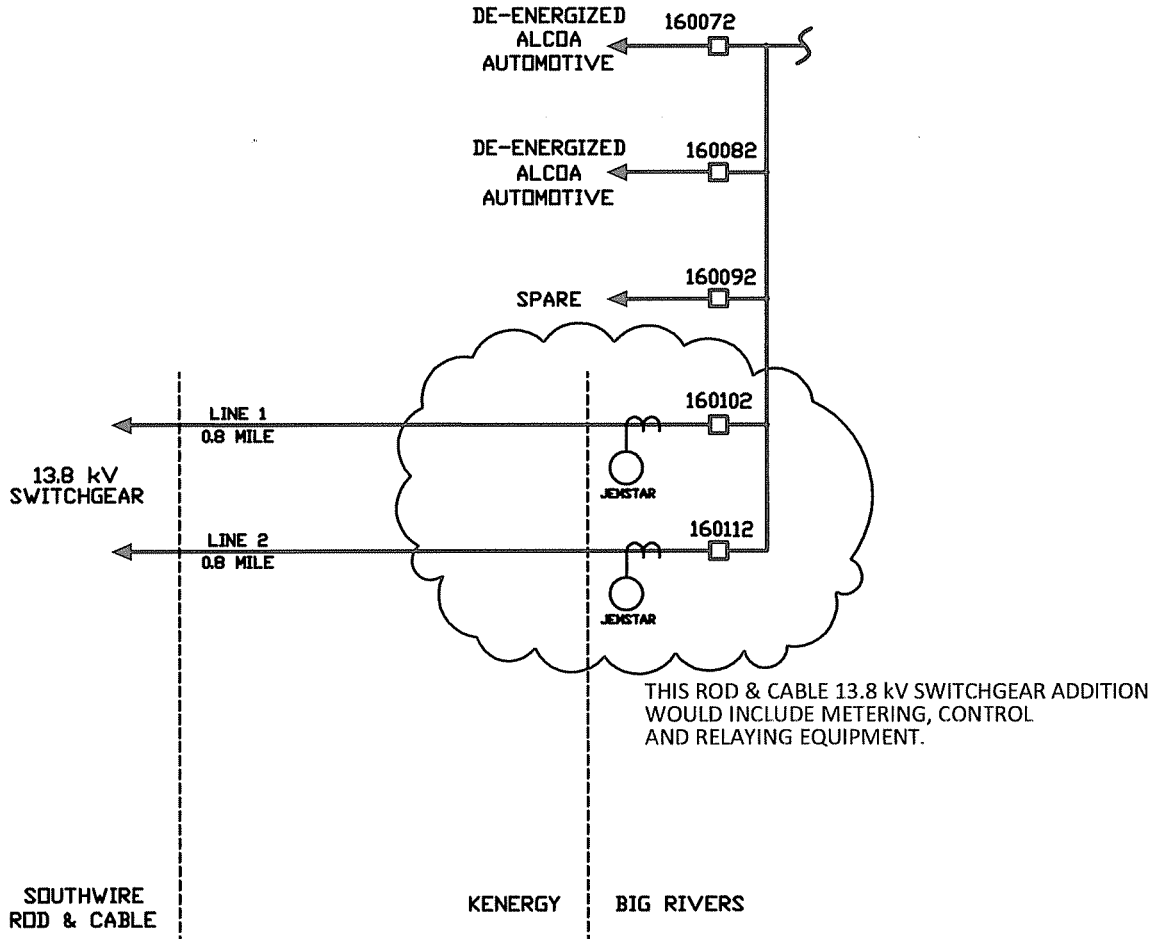 DE-ENERGIZED
ALCOA
AUTOMOTIVE
160072
DE-ENERGIZED
ALCOA
AUTOMOTIVE
160082
SPARE
160092
LINE 1
0.8 MILE
160102
JEMSTAR
13.8 kV
SWITCHGEAR
LINE 2
0.8 MILE
160112
JEMSTAR
THIS ROD & CABLE 13.8 kV SWITCHGEAR ADDITION
WOULD INCLUDE METERING, CONTROL
AND RELAYING EQUIPMENT.
SOUTHWIRE
ROD & CABLE
KENERGY
BIG RIVERS